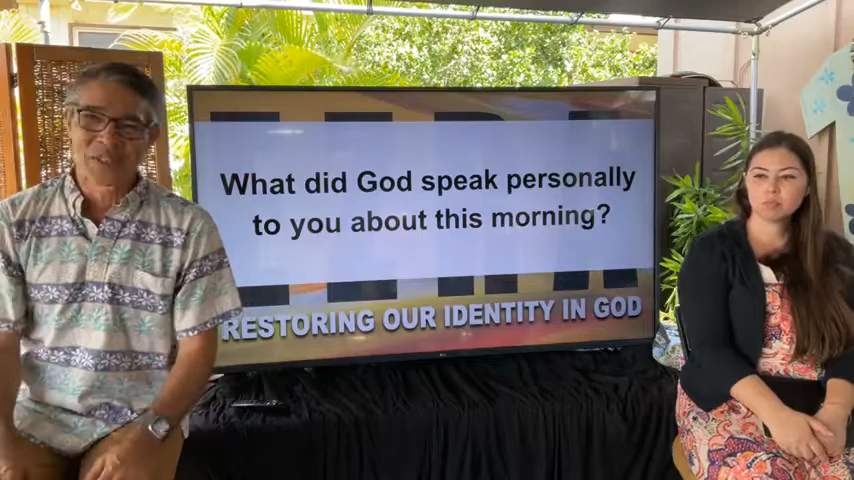 What did God speak personally
to you about this morning?
RESTORING OUR IDENTITY IN GOD